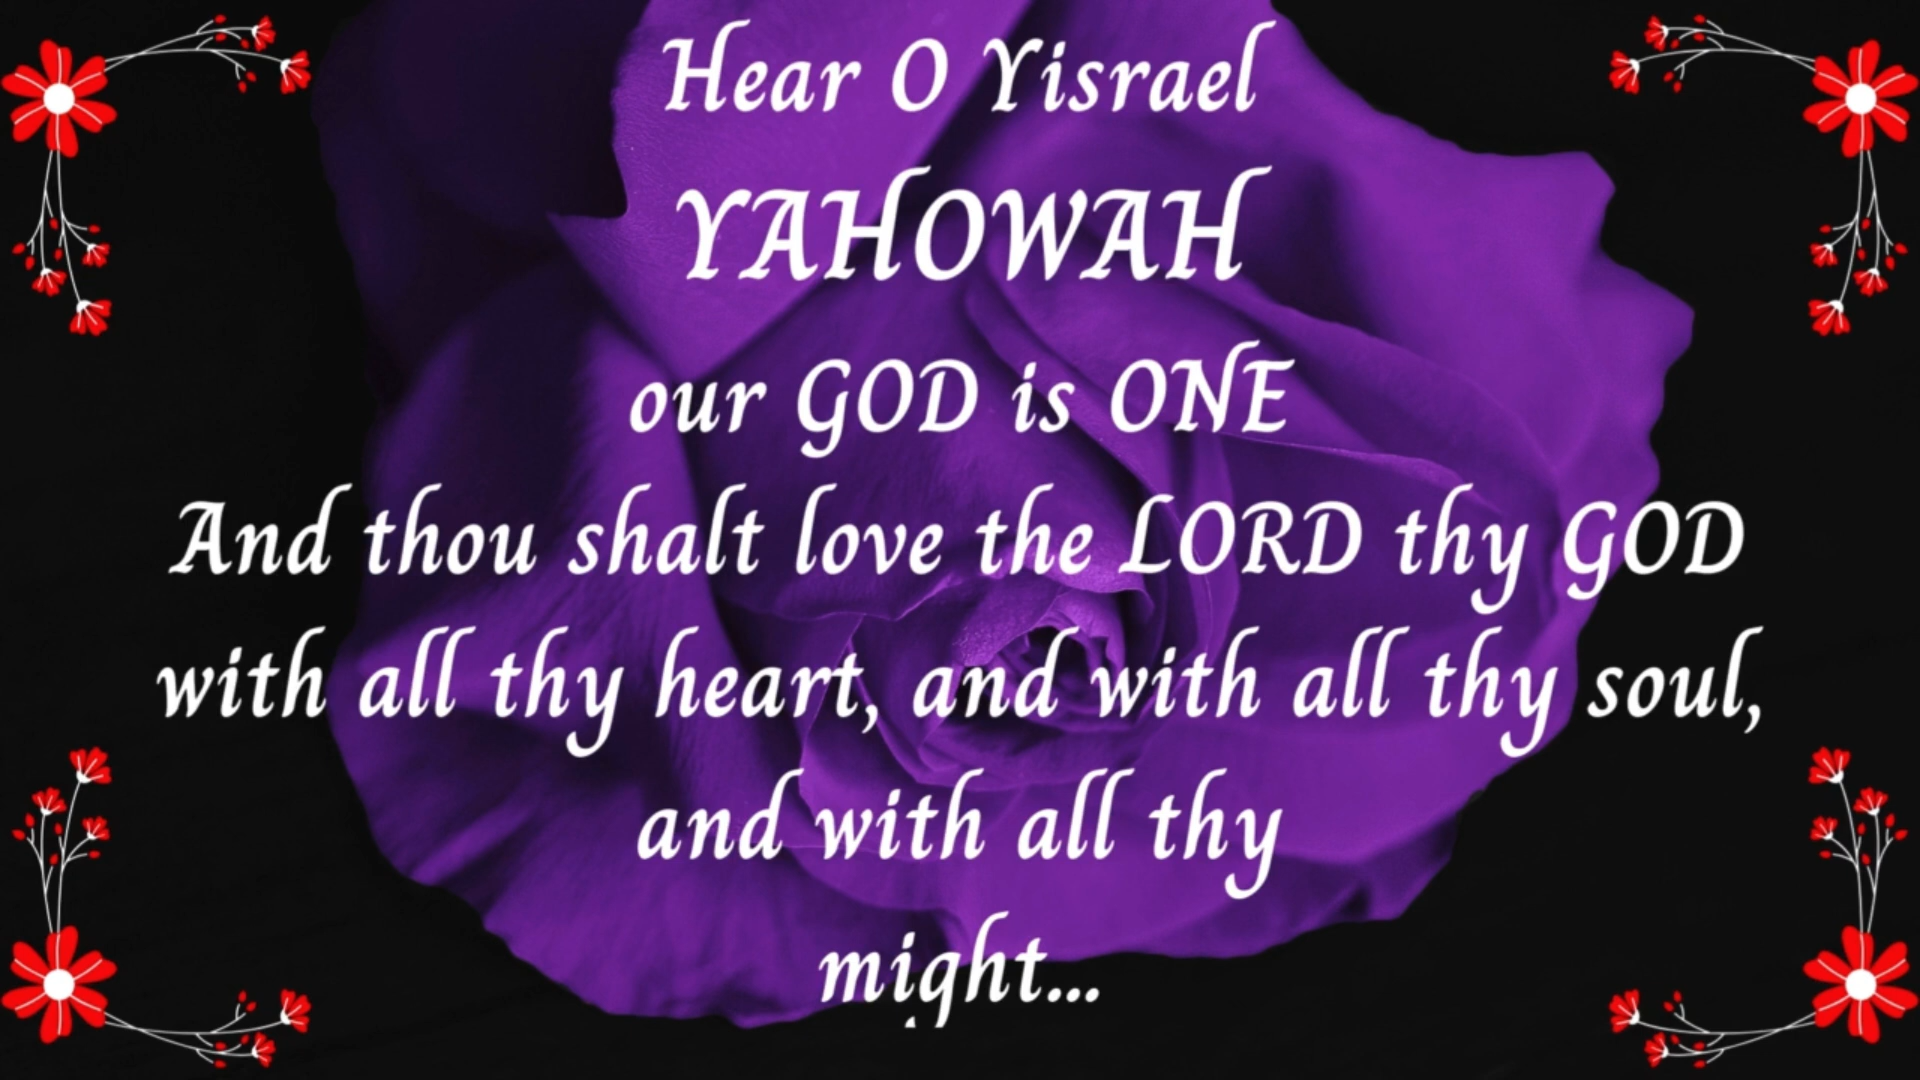 Hear O Yisrael
YAHOWAH
our GOD is ONE
And thou shalt love the LORD thy GOD
with all thy heart, and with all thy soul,
and with all thy
might...